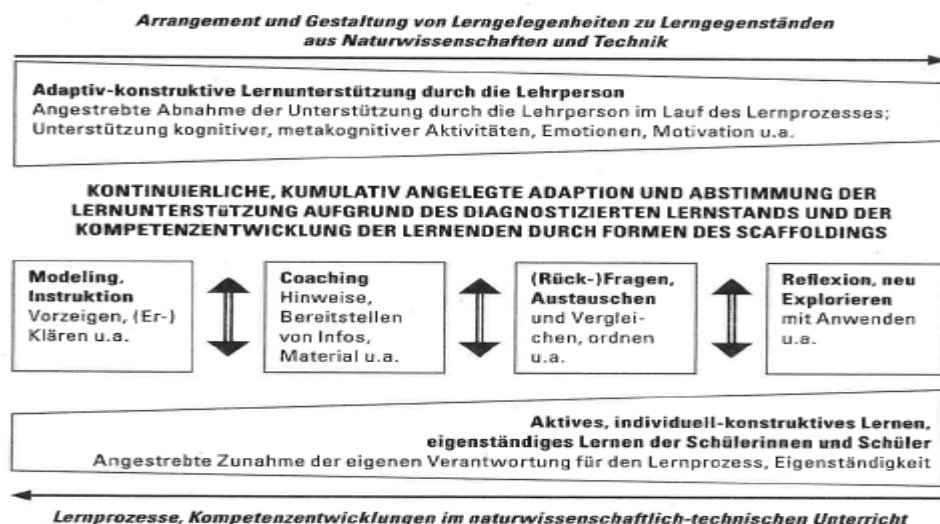 Arrangement und Gestaltung von Lerngelegenheiten zu Lerngegenständen
aus Naturwissenschaften und Technik
Adaptiv-konstruktive Lernunterstützung durch die Lehrperson
Angestrebte Abnahme der Unterstützung durch die Lehrperson im Lauf des Lernprozesses;
Unterstützung kognitiver, metakognitiver Aktivitäten, Emotionen, Motivation u.a.
KONTINUIERLICHE, KUMULATIV ANGELEGTE ADAPTION UND ABSTIMMUNG DER
LERNUNTERSTüTZUNG AUFGRUND DES DIAGNOSTIZIERTEN LERNSTANDS UND DER
KOMPETENZENTWICKLUNG DER LERNENDEN DURCH FORMEN DES SCAFFOLDINGS
Modeling,
Instruktion
Vorzeigen, (Er-)
Klären u.a.
Coaching
Hinweise,
Bereitstellen
von Infos,
Material u.a.
(Rück-)Fragen,
Austauschen
und Verglei-
chen, ordnen
u.a.
Reflexion, neu
Explorieren
mit Anwenden
u.a.
Aktives, individuell-konstruktives Lernen,
eigenständiges Lernen der Schülerinnen und Schüler
Angestrebte Zunahme der eigenen Verantwortung für den Lernprozess, Eigenständigkeit
Lernprozesse, Kompetenzentwicklungen im naturwissenschaftlich-technischen Unterricht